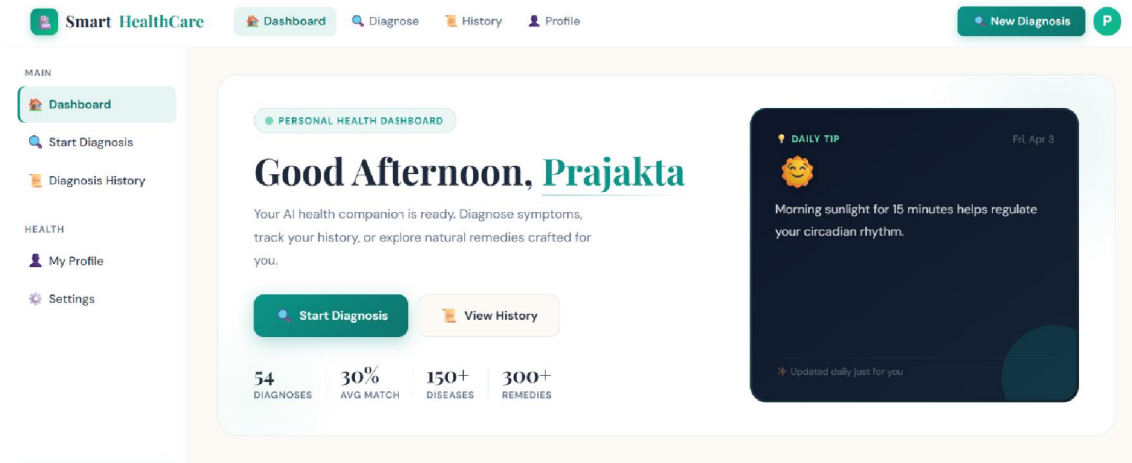 Smart HealthCare
Dashboard
Diagnose
History
Profile
New Diagnosis
P
MAIN
Dashboard
Start Diagnosis
Diagnosis History
HEALTH
My Profile
Settings
PERSONAL HEALTH DASHBOARD
Good Afternoon, Prajakta
Your AI health companion is ready. Diagnose symptoms,
track your history, or explore natural remedies crafted for
you.
Start Diagnosis
View History
54
DIAGNOSES
30%
AVG MATCH
150+
DISEASES
300+
REMEDIES
DAILY TIP
Fri, Apr 3
Morning sunlight for 15 minutes helps regulate
your circadian rhythm.
Updated daily just for you